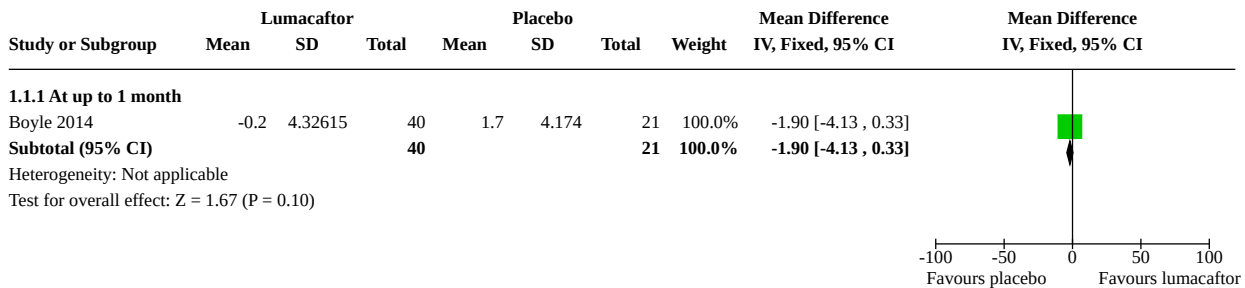 Lumacaftor Placebo Mean Difference Mean Difference
Study or Subgroup Mean SD Total Mean SD Total Weight IV, Fixed, 95% CI IV, Fixed, 95% CI
1.1.1 At up to 1 month
Boyle 2014 -0.2 4.32615 40 1.7 4.174 21 100.0% -1.90 [-4.13 , 0.33]
Subtotal (95% CI) 40 21 100.0% -1.90 [-4.13 , 0.33]
Heterogeneity: Not applicable
Test for overall effect: Z = 1.67 (P = 0.10)
-100 -50 0 50 100
Favours placebo Favours lumacaftor